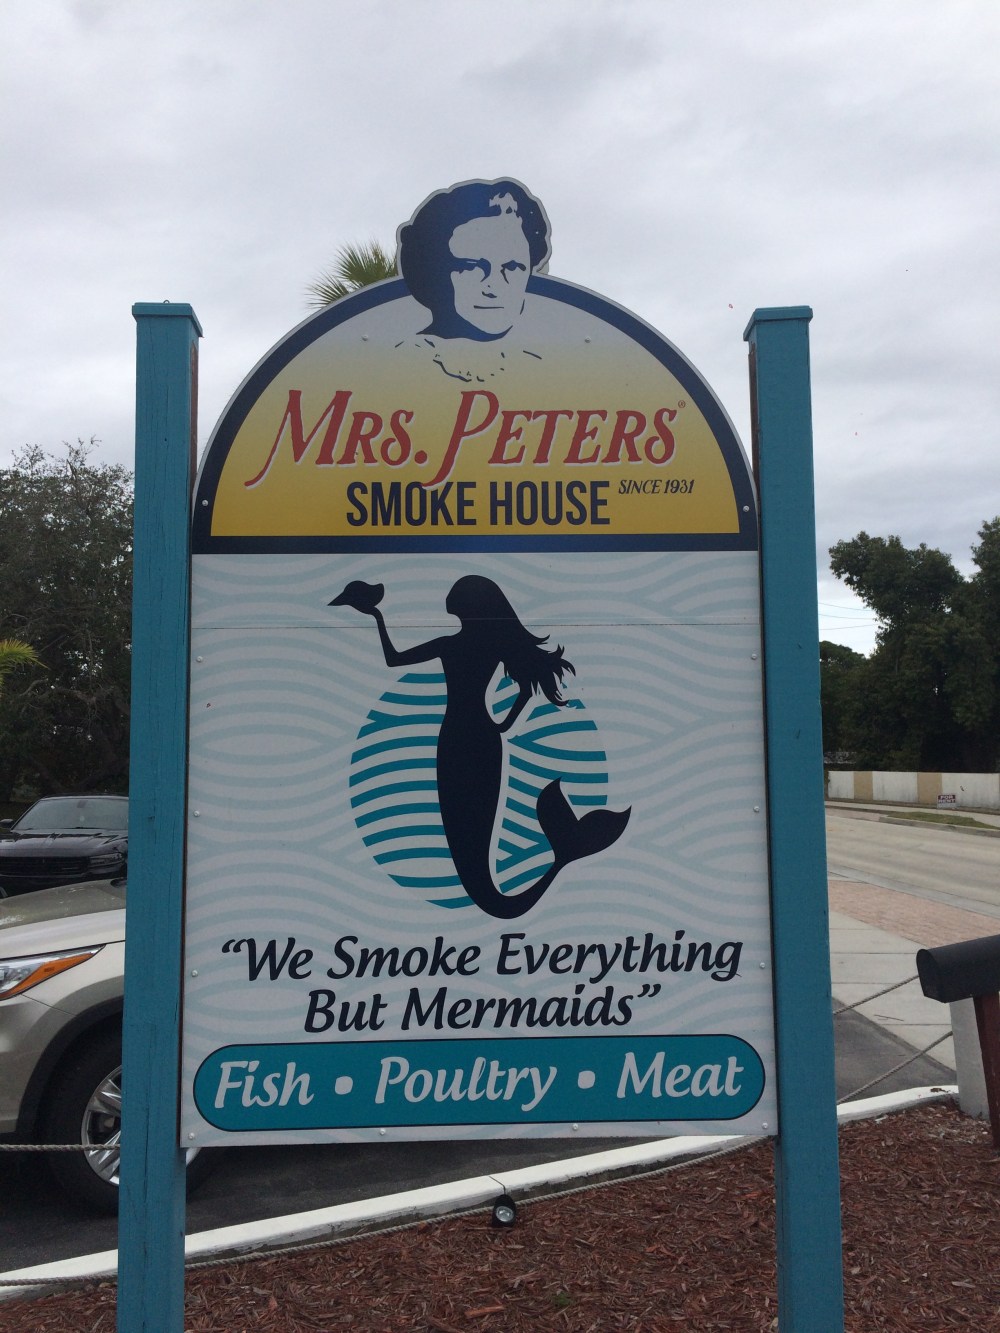 MRS. PETERS®
SMOKE HOUSE SINCE 1931
"We Smoke Everything
But Mermaids"
Fish • Poultry • Meat